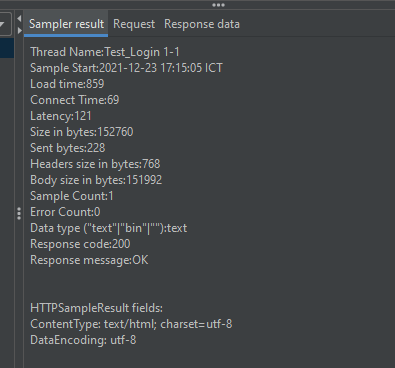 Sampler result Request Response data
Thread Name:Test_Login 1-1
Sample Start:2021-12-23 17:15:05 ICT
Load time:859
Connect Time:69
Latency:121
Size in bytes:152760
Sent bytes:228
Headers size in bytes:768
Body size in bytes:151992
Sample Count:1
Error Count:0
Data type ("text"|"bin"|""):text
Response code:200
Response message:OK
HTTPSampleResult fields:
ContentType: text/html; charset=utf-8
DataEncoding: utf-8